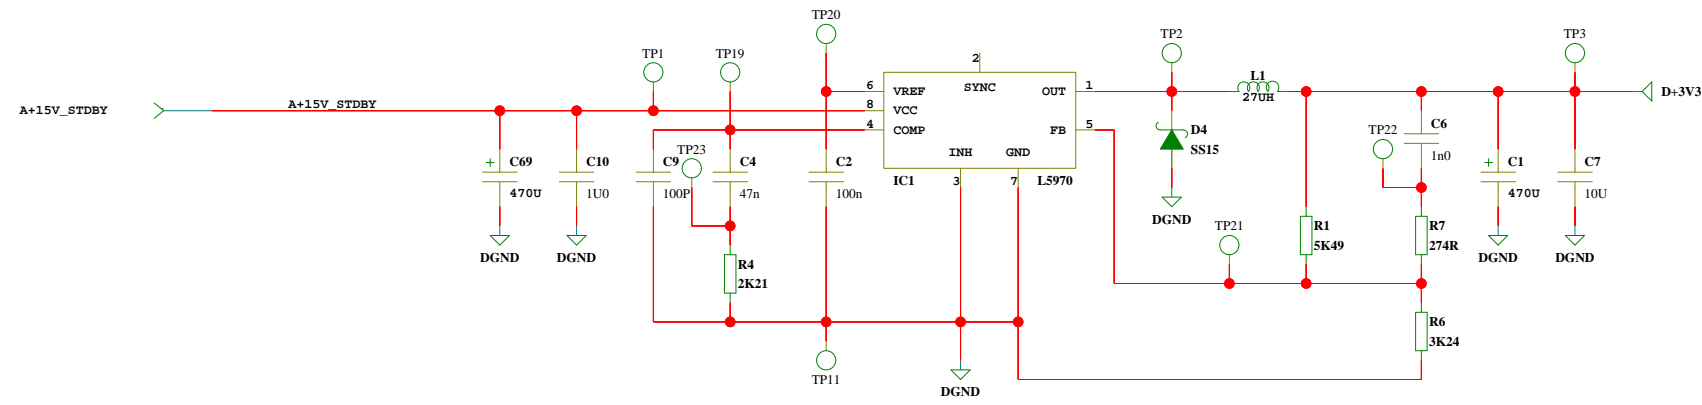 TP20
TP1
TP19
TP2
TP3
2
SYNC
L1
27UH
6
VREF
OUT
1
D+3V3
A+15V_STDBY
A+15V_STDBY
8
VCC
4
COMP
FB
5
D4
SS15
TP22
C6
1n0
INH
GND
TP23
C69
470U
C10
1U0
C9
100P
C4
47n
C2
100n
IC1
3
7
L5970
C1
470U
C7
10U
DGND
TP21
R1
5K49
R7
274R
DGND
DGND
DGND
DGND
R4
2K21
R6
3K24
TP11
DGND
+
+